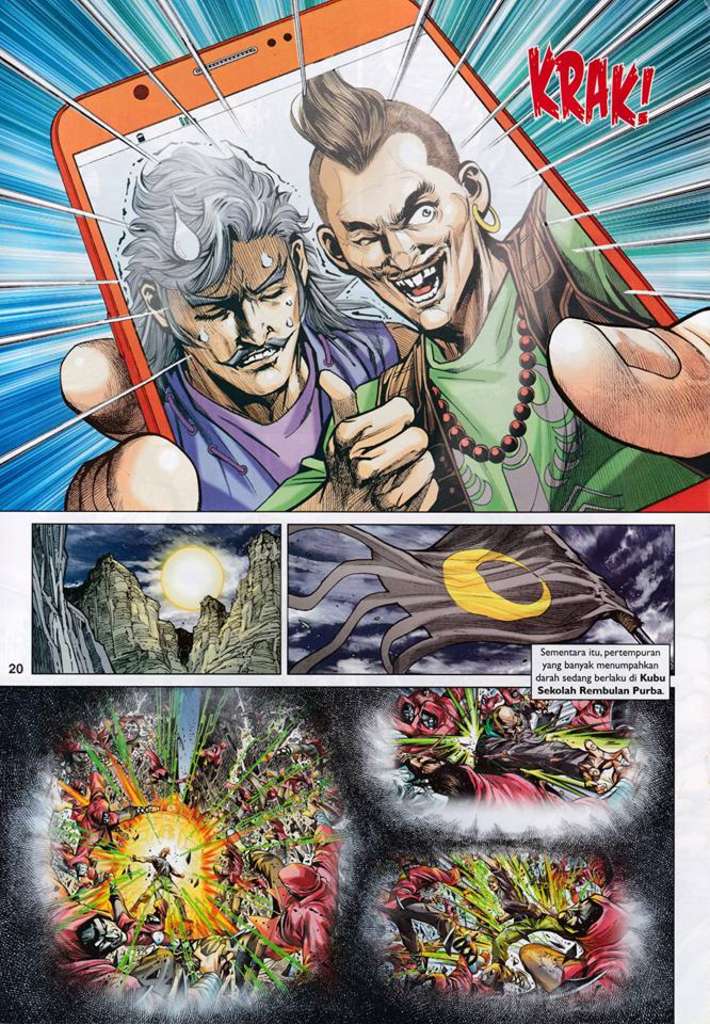 KRAK!
20
Sementara itu, pertempuran
yang banyak menumpahkan
darah sedang berlaku di Kubu
Sekolah Rembulan Purba.